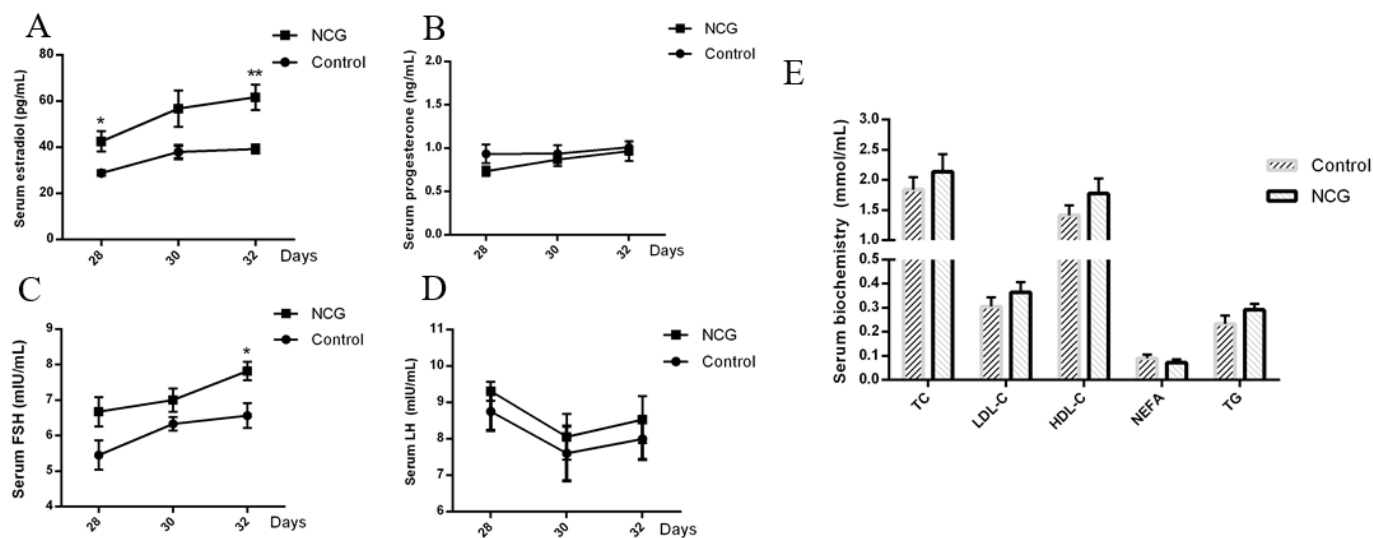 A
NCG
Control
Serum estradiol (pg/mL)
80
60
40
20
0
*
**
28
30
32
Days
B
NCG
Control
Serum progesterone (ng/mL)
2.0
1.5
1.0
0.5
0.0
28
30
32
Days
C
NCG
Control
Serum FSH (mIU/mL)
9
8
7
6
5
4
*
28
30
32
Days
D
NCG
Control
Serum LH (mIU/mL)
11
10
9
8
7
6
28
30
32
Days
E
Control
NCG
Serum biochemistry (mmol/mL)
3.0
2.5
2.0
1.5
1.0
0.5
0.3
0.2
0.1
0.0
TC
LDL-C
HDL-C
NEFA
TG